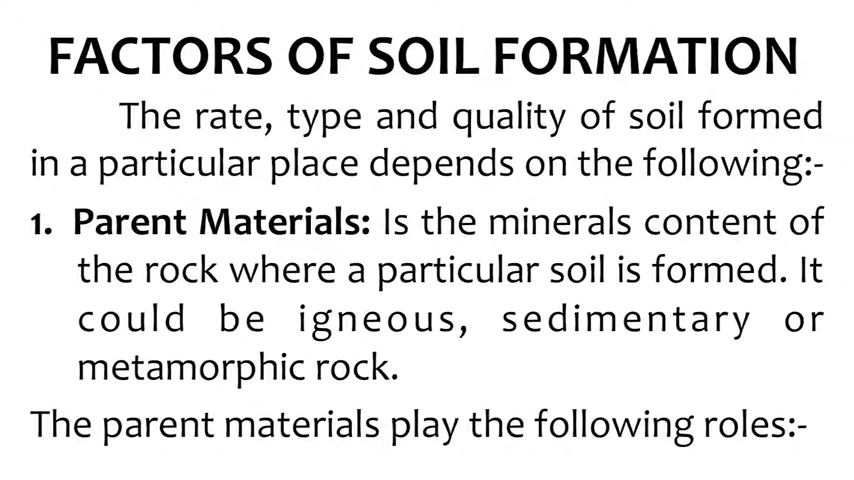 FACTORS OF SOIL FORMATION
The rate, type and quality of soil formed
in a particular place depends on the following:-
1. Parent Materials: Is the minerals content of
the rock where a particular soil is formed. It
could be igneous, sedimentary or
metamorphic rock.
The parent materials play the following roles:-